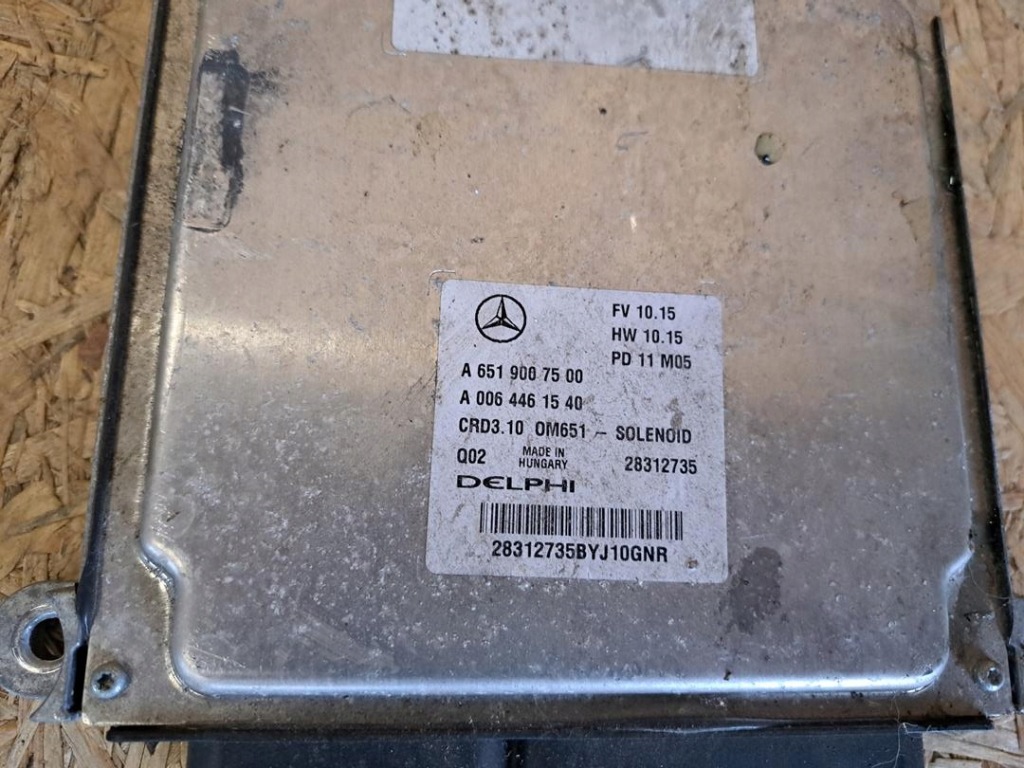 FV 10.15
HW 10.15
PD 11 M05
A 651 900 75 00
A 006 446 15 40
CRD3.10 OM651 - SOLENOID
Q02 MADE IN HUNGARY 28312735
DELPHI
28312735BYJ10GNR